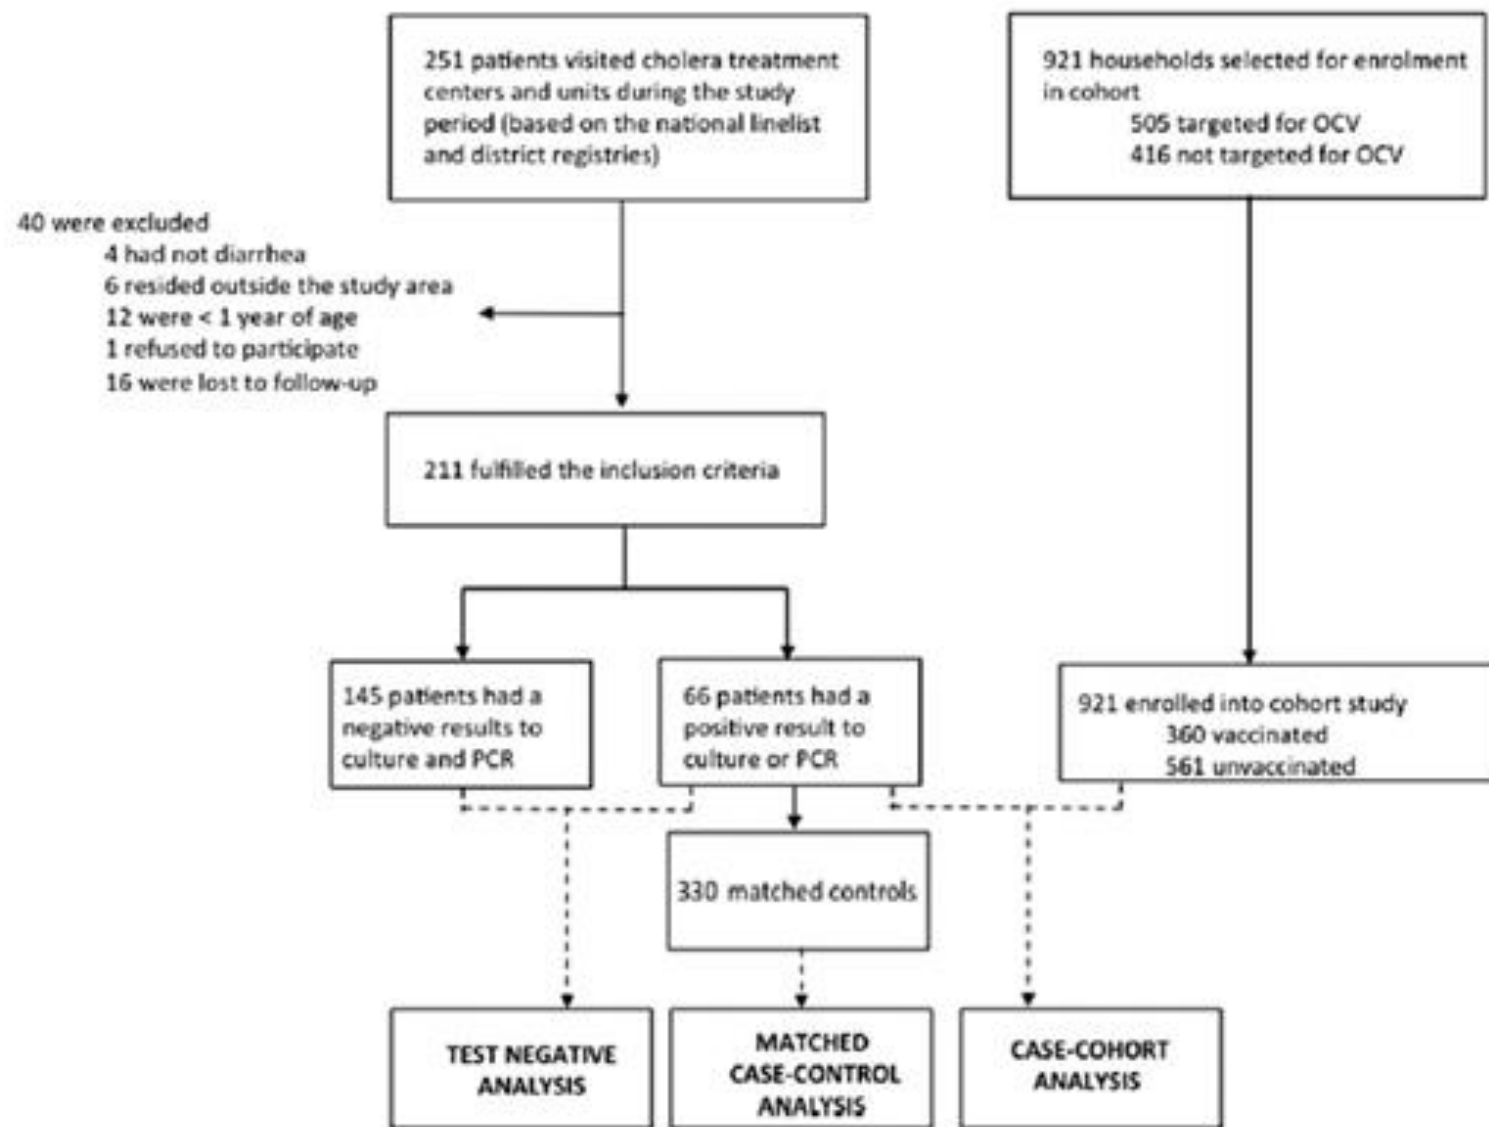 251 patients visited cholera treatment
centers and units during the study
period (based on the national linelist
and district registries)
921 households selected for enrolment
in cohort
505 targeted for OCV
416 not targeted for OCV
40 were excluded
4 had not diarrhea
6 resided outside the study area
12 were < 1 year of age
1 refused to participate
16 were lost to follow-up
211 fulfilled the inclusion criteria
145 patients had a
negative results to
culture and PCR
66 patients had a
positive result to
culture or PCR
921 enrolled into cohort study
360 vaccinated
561 unvaccinated
330 matched controls
TEST NEGATIVE
ANALYSIS
MATCHED
CASE-CONTROL
ANALYSIS
CASE-COHORT
ANALYSIS